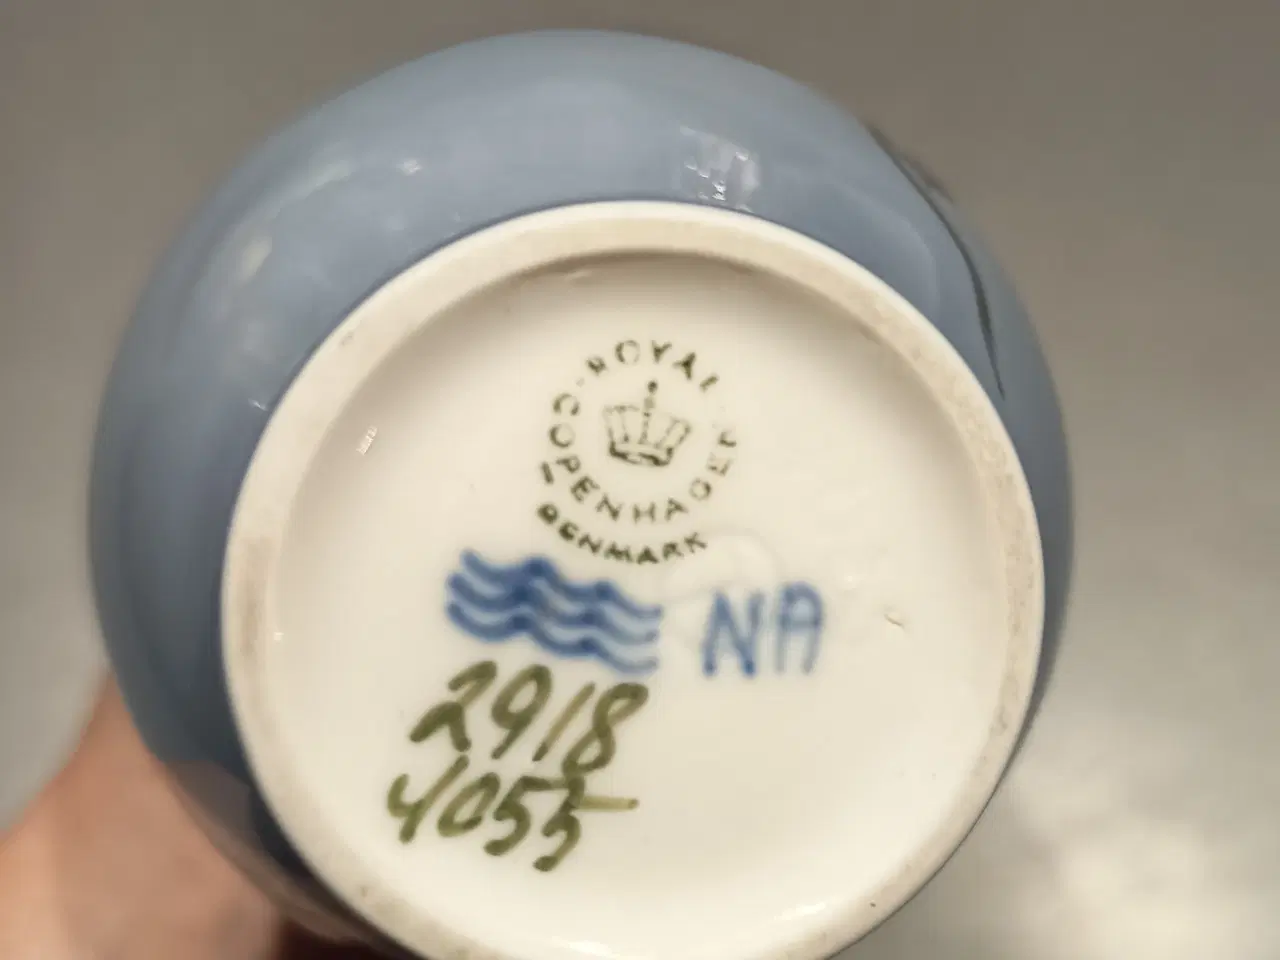 ROYAL
COPENHAGEN
DENMARK
NA
2918
4055